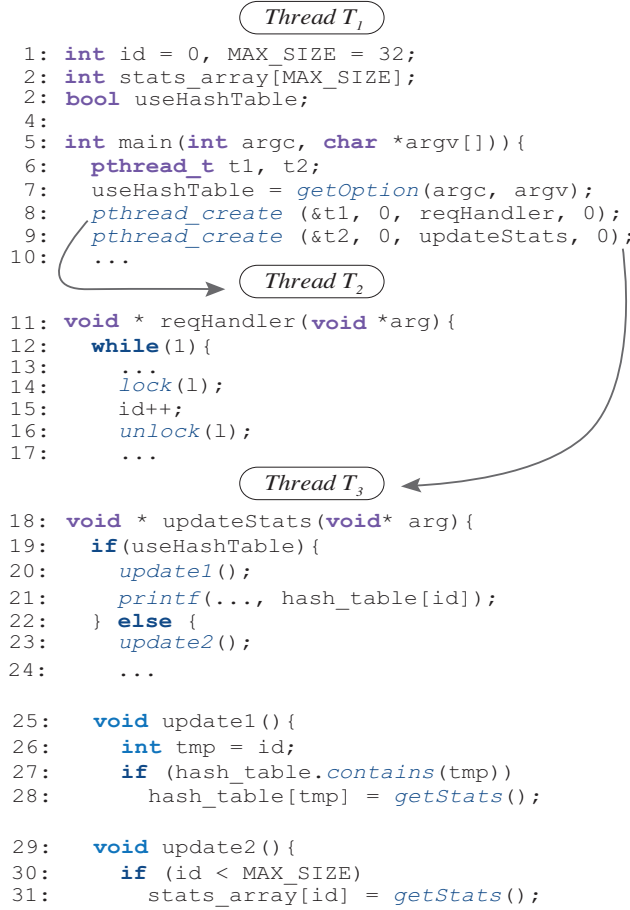 Thread T1
1: int id = 0, MAX_SIZE = 32;
2: int stats_array[MAX_SIZE];
2: bool useHashTable;
4:
5: int main(int argc, char *argv[])){
6: pthread_t t1, t2;
7: useHashTable = getOption(argc, argv);
8: pthread_create (&t1, 0, reqHandler, 0);
9: pthread_create (&t2, 0, updateStats, 0);
10: ...
Thread T2
11: void * reqHandler(void *arg){
12: while(1){
13: ...
14: lock(l);
15: id++;
16: unlock(l);
17: ...
Thread T3
18: void * updateStats(void* arg){
19: if(useHashTable){
20: update1();
21: printf(..., hash_table[id]);
22: } else {
23: update2();
24: ...
25: void update1(){
26: int tmp = id;
27: if (hash_table.contains(tmp))
28: hash_table[tmp] = getStats();
29: void update2(){
30: if (id < MAX_SIZE)
31: stats_array[id] = getStats();